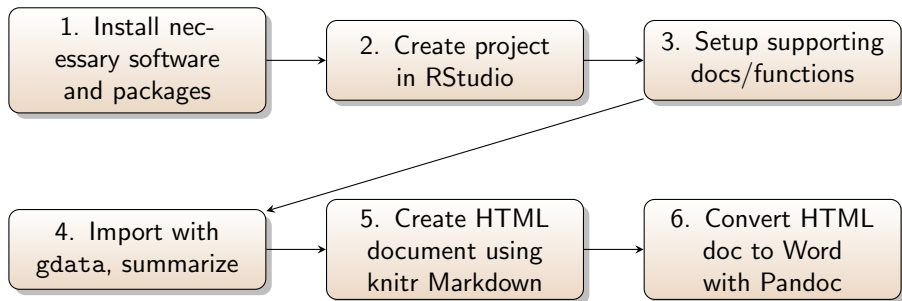 1. Install nec-
essary software
and packages
2. Create project
in RStudio
3. Setup supporting
docs/functions
4. Import with
gdata, summarize
5. Create HTML
document using
knitr Markdown
6. Convert HTML
doc to Word
with Pandoc